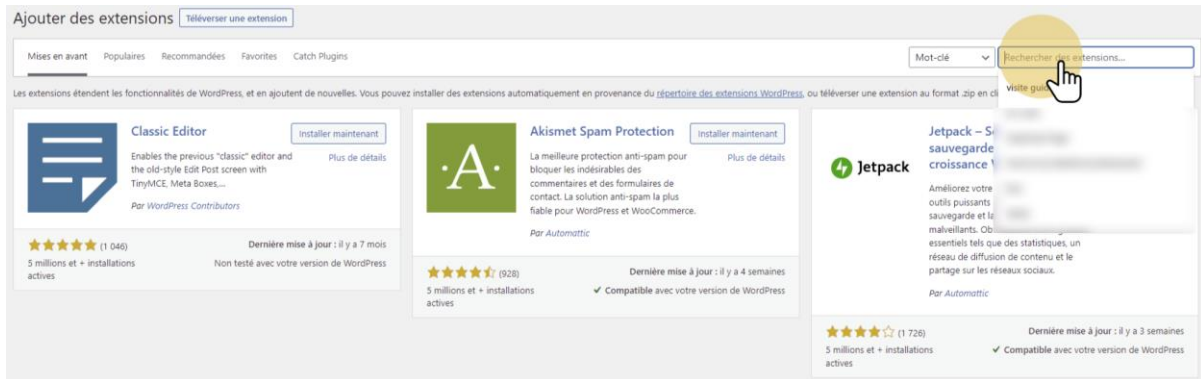 Ajouter des extensions Téléverser une extension
Mises en avant Populaires Recommandées Favorites Catch Plugins Mot-clé Rechercher des extensions...
visite guid
Les extensions étendent les fonctionnalités de WordPress, et en ajoutent de nouvelles. Vous pouvez installer des extensions automatiquement en provenance du répertoire des extensions WordPress, ou téléverser une extension au format .zip en cli
Classic Editor
Installer maintenant
Plus de détails
Enables the previous "classic" editor and
the old-style Edit Post screen with
TinyMCE, Meta Boxes,...
Par WordPress Contributors
(1 046)
5 millions et + installations
actives
Dernière mise à jour : il y a 7 mois
Non testé avec votre version de WordPress
·A·
Akismet Spam Protection
Installer maintenant
Plus de détails
La meilleure protection anti-spam pour
bloquer les indésirables des
commentaires et des formulaires de
contact. La solution anti-spam la plus
fiable pour WordPress et WooCommerce.
Par Automattic
(928)
5 millions et + installations
actives
Dernière mise à jour : il y a 4 semaines
Compatible avec votre version de WordPress
Jetpack
Jetpack –
sauvegarde
croissance
Améliorez votre
outils puissants
sauvegarde et la
malveillants.
essentiels tels que des statistiques, un
réseau de diffusion de contenu et le
partage sur les réseaux sociaux.
Par Automattic
(1 726)
5 millions et + installations
actives
Dernière mise à jour : il y a 3 semaines
Compatible avec votre version de WordPress